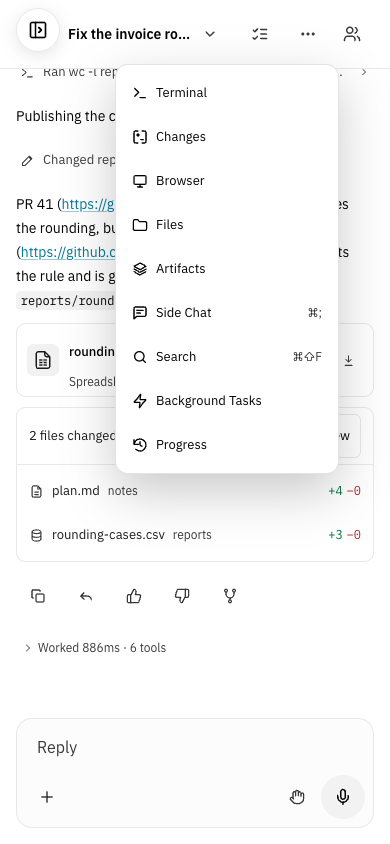 Fix the invoice ro...
Ran wc -l rep
Terminal
Publishing the c
Changes
Changed rep
Browser
PR 41 (https://g
es
the rounding, bu
Files
(https://github.c
ts
the rule and is g
Artifacts
reports/round
Side Chat ⌘;
roundin
Search ⌘⇧F
Spreadsh
Background Tasks
2 files changed
ew
Progress
plan.md notes +4 −0
rounding-cases.csv reports +3 −0
Worked 886ms · 6 tools
Reply